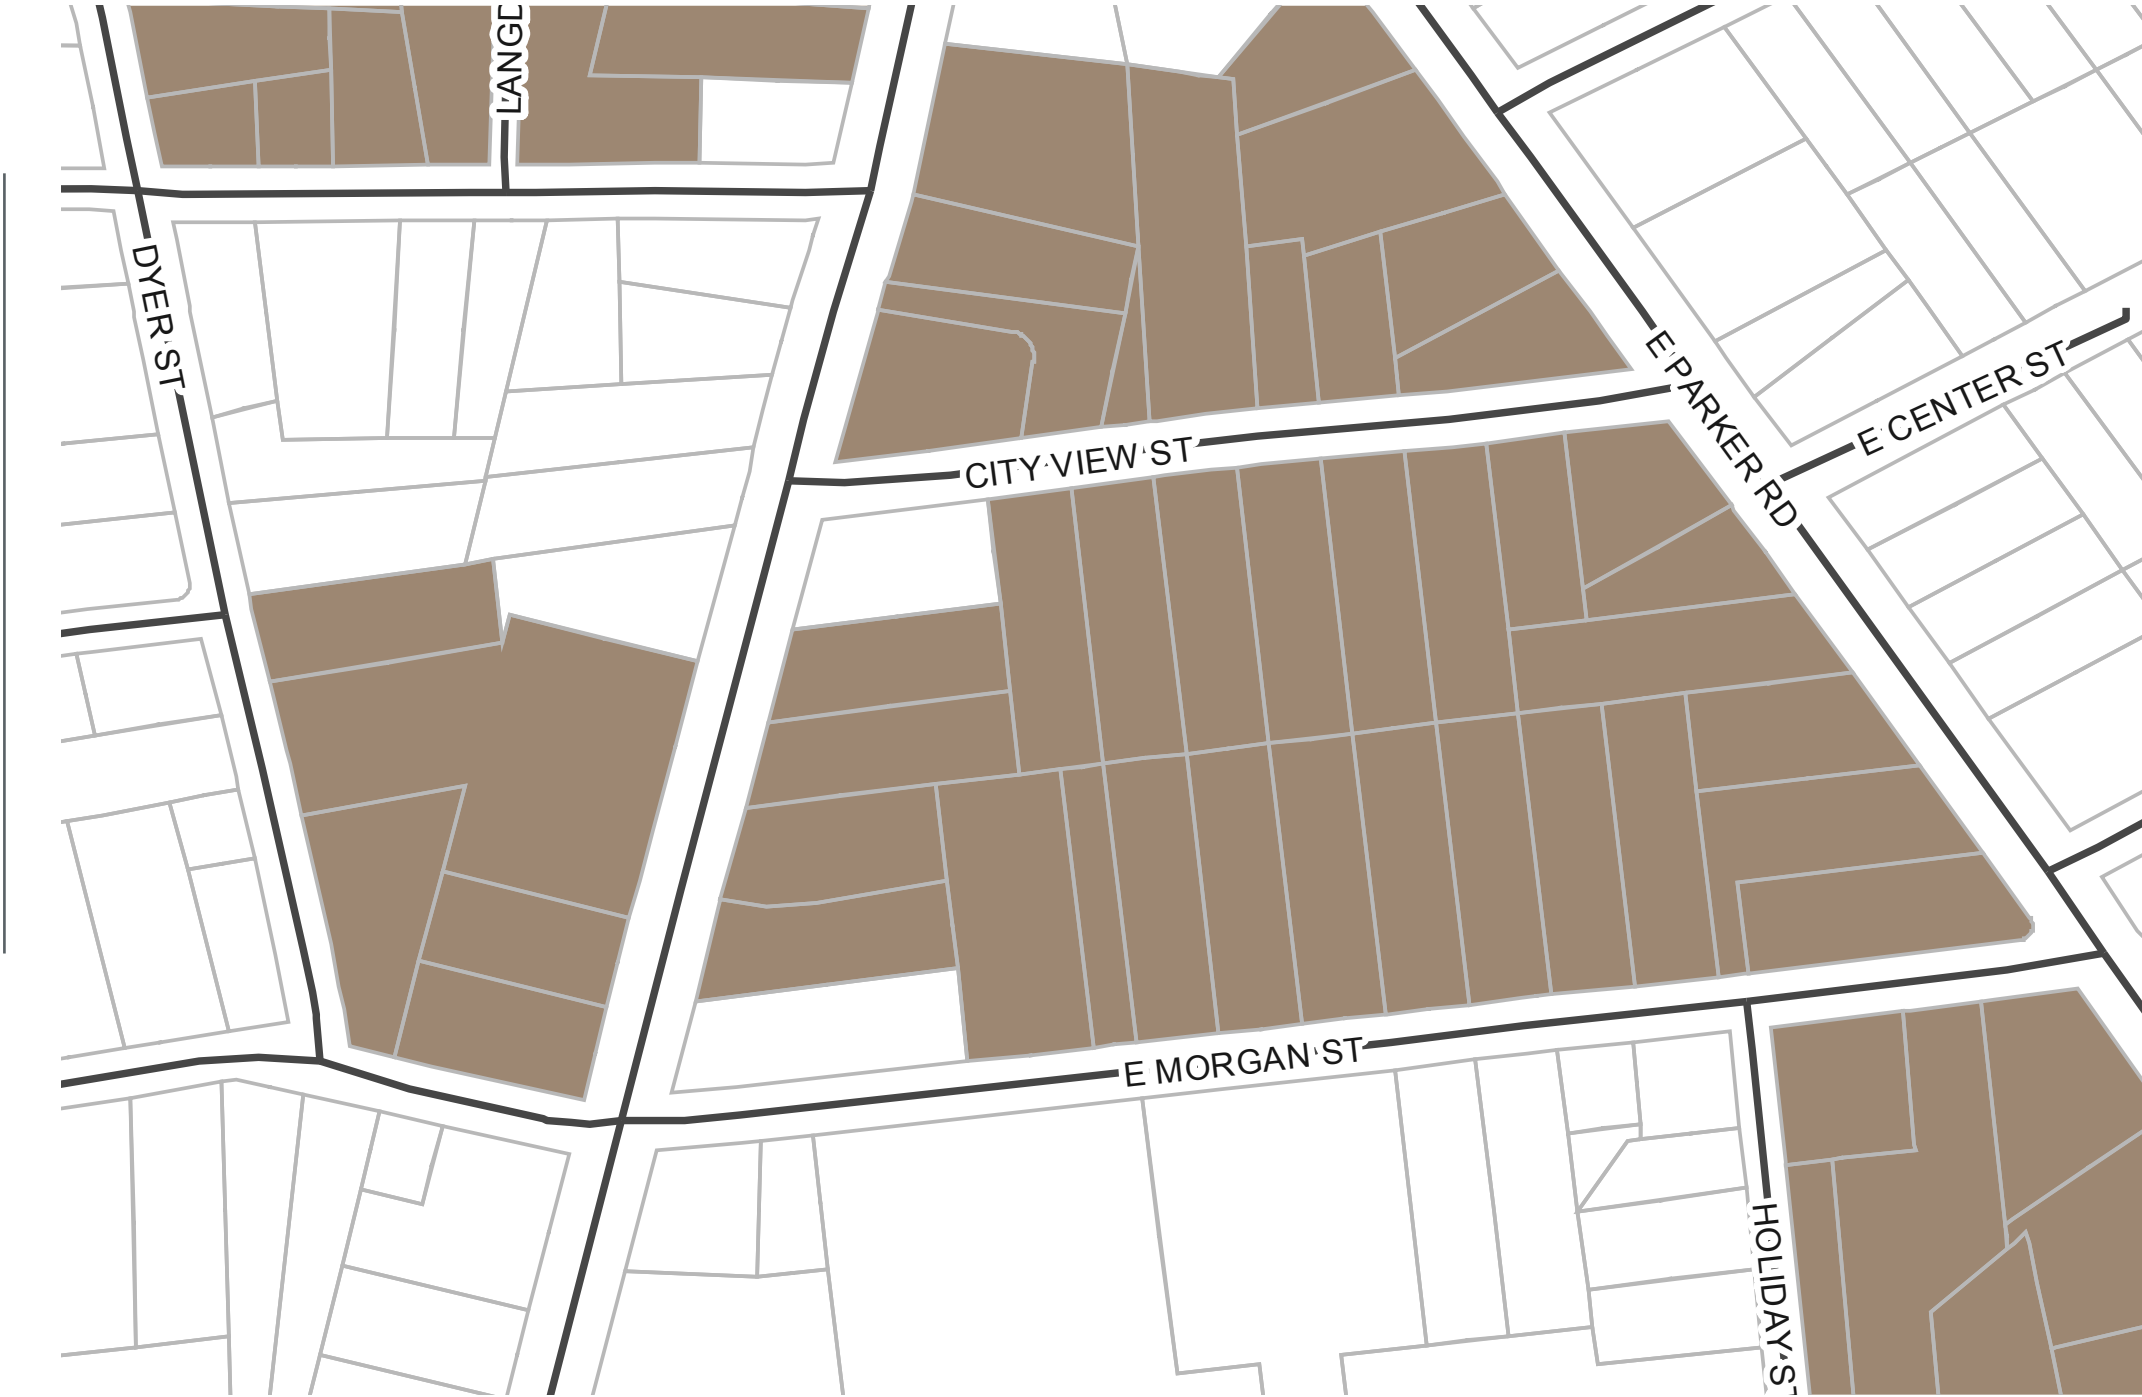 LANGD
DYER ST
E PARKER RD
E CENTER ST
CITY VIEW ST
E MORGAN ST
HOLIDAY ST